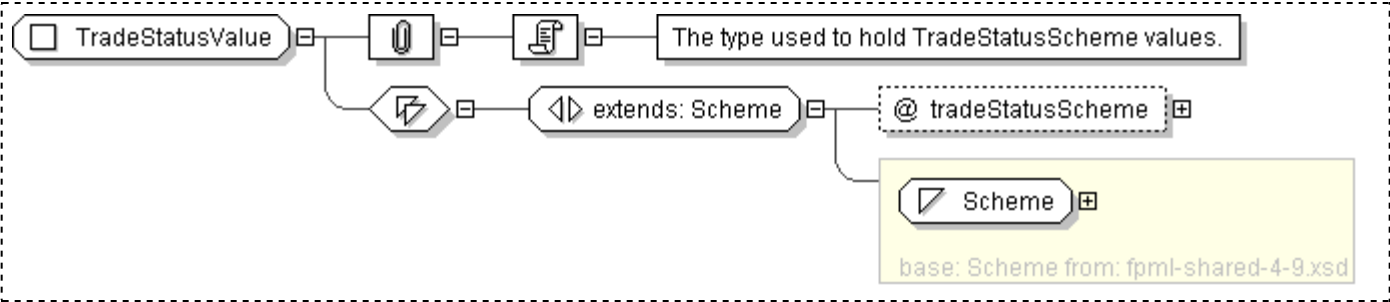 TradeStatusValue
The type used to hold TradeStatusScheme values.
extends: Scheme
@ tradeStatusScheme
Scheme
base: Scheme from: fpml-shared-4-9.xsd